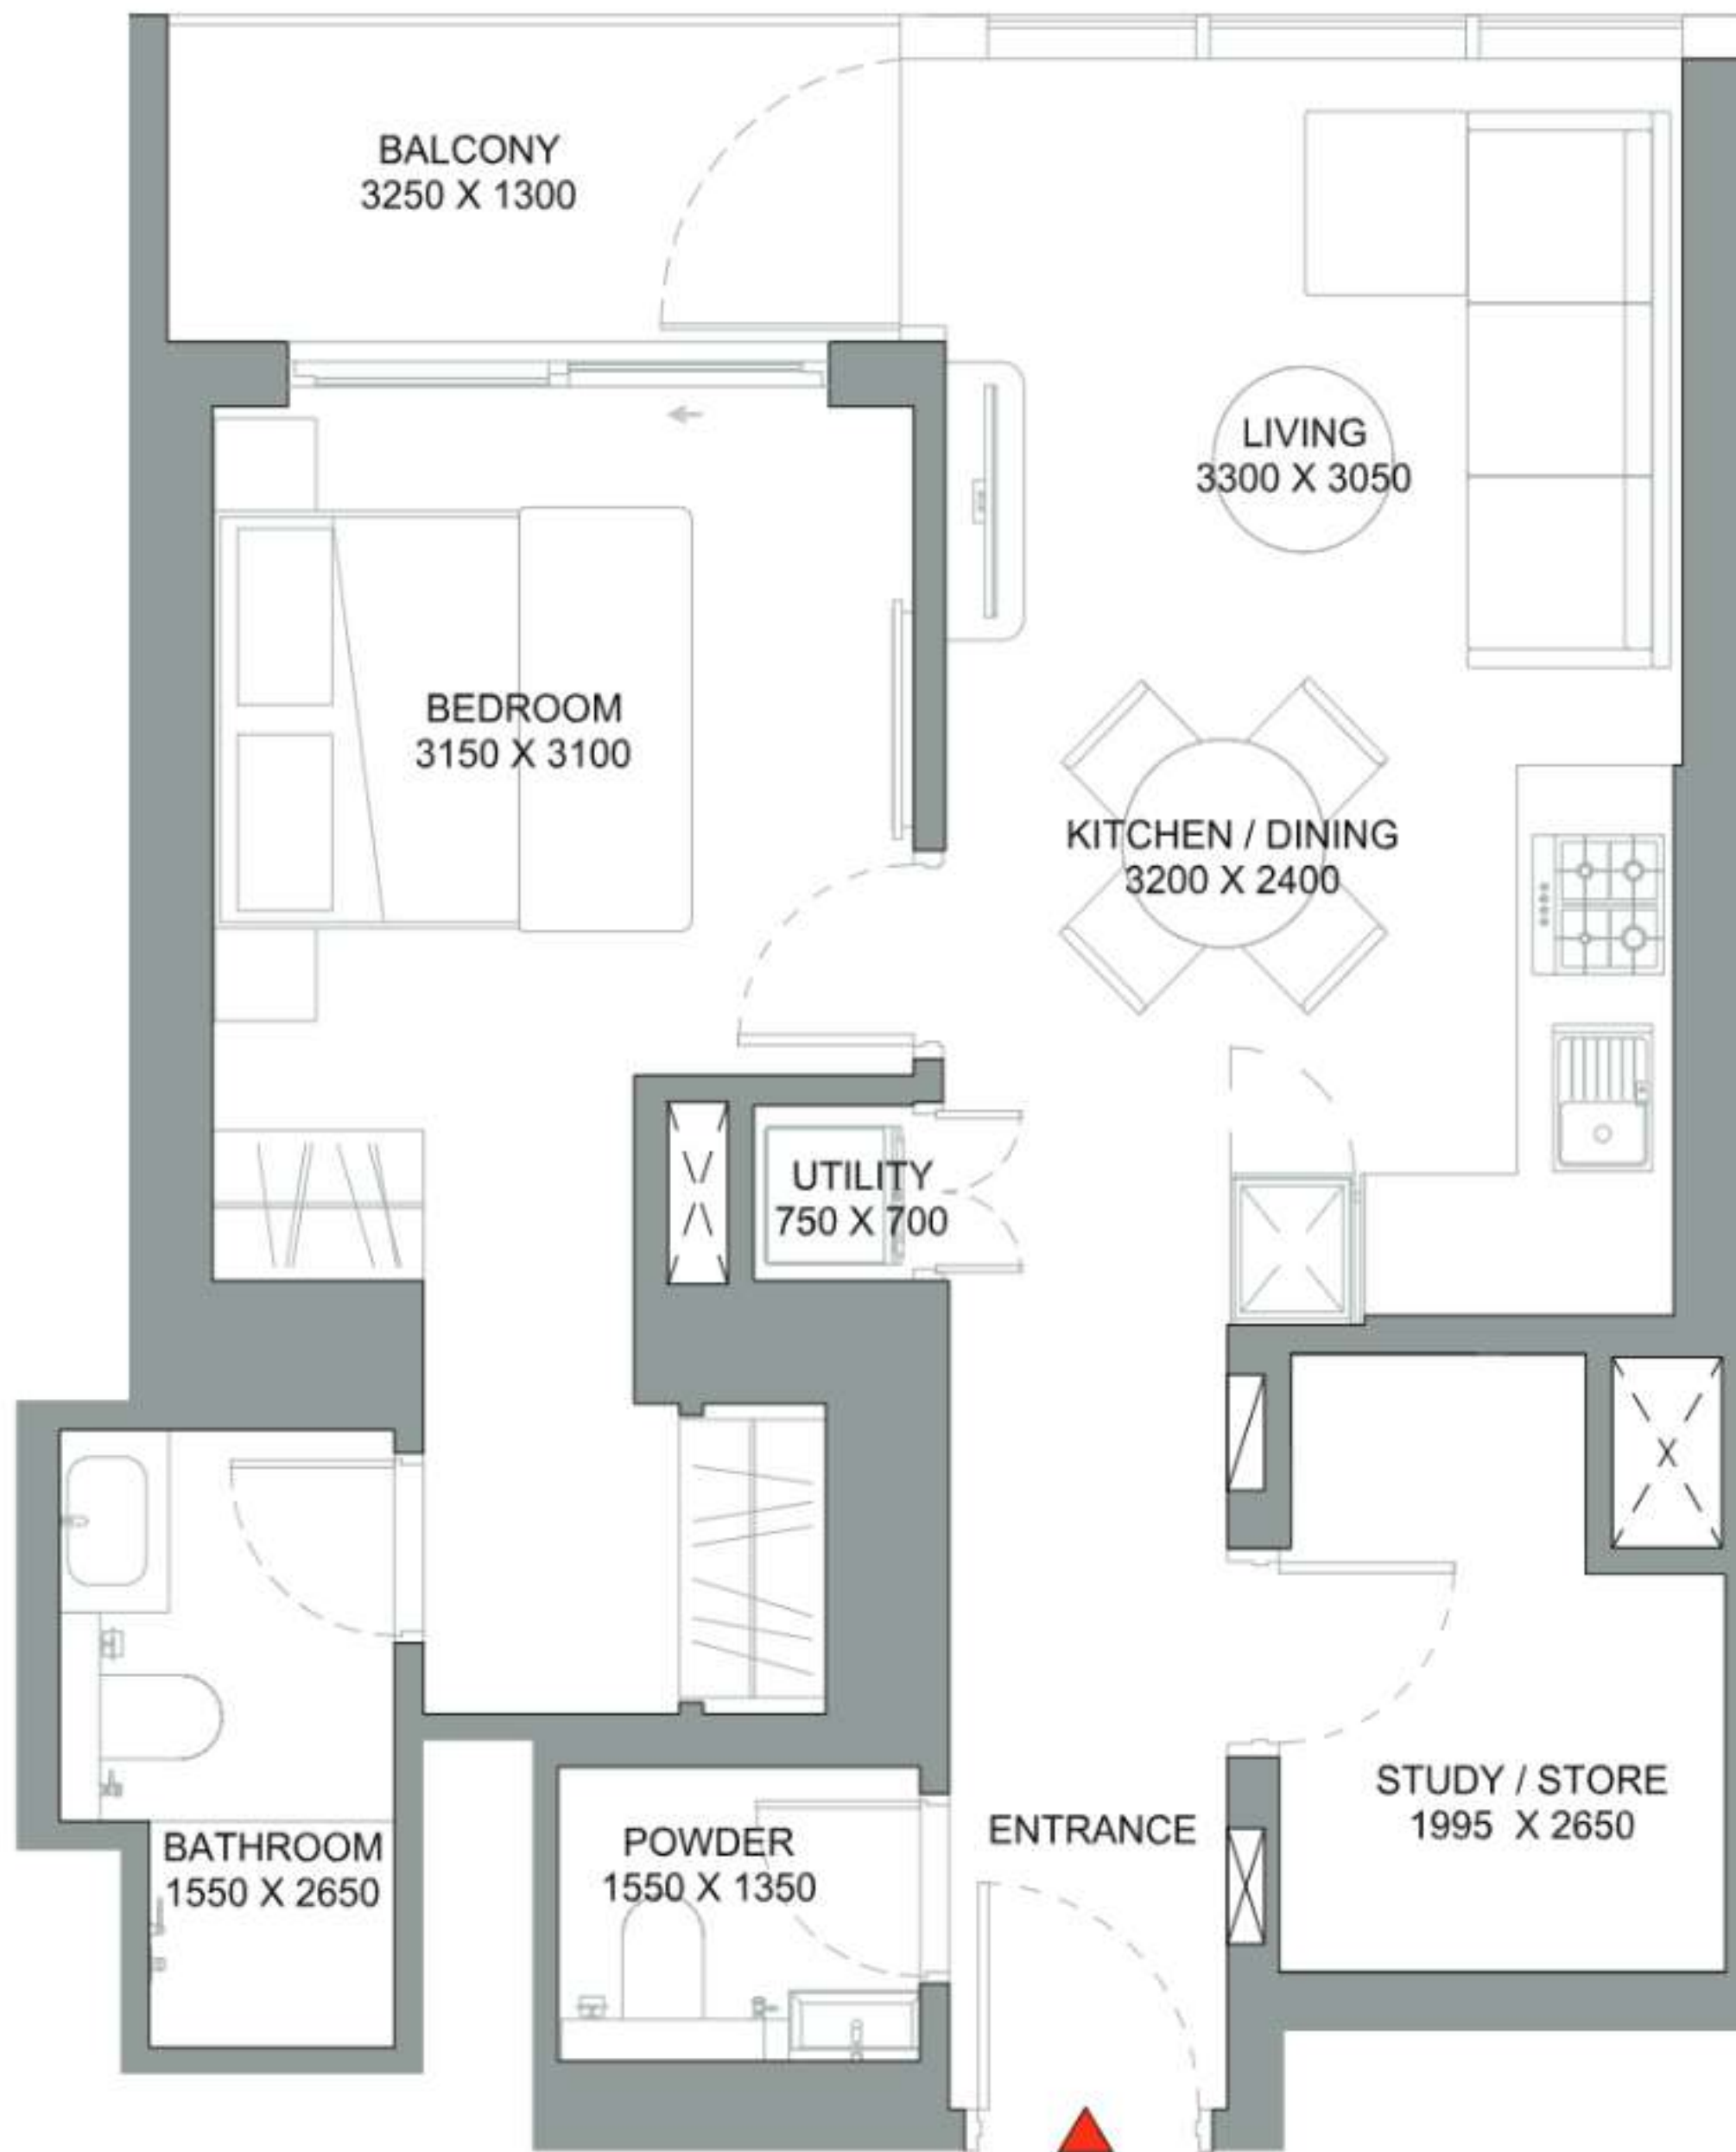 BALCONY
3250 X 1300
LIVING
3300 X 3050
BEDROOM
3150 X 3100
KITCHEN / DINING
3200 X 2400
UTILITY
750 X 700
X
STUDY / STORE
1995 X 2650
ENTRANCE
POWDER
1550 X 1350
BATHROOM
1550 X 2650